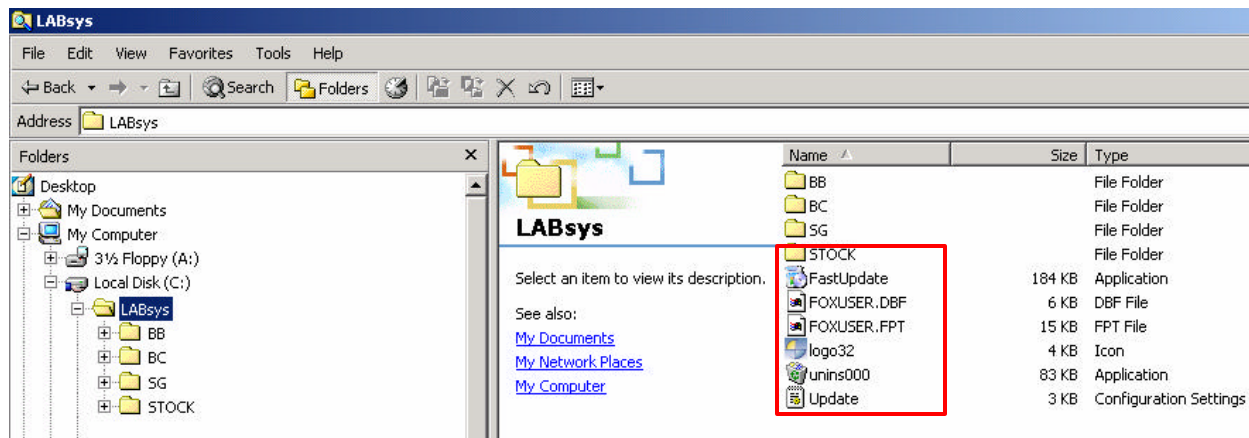 LABsys
File Edit View Favorites Tools Help
Back Search Folders
Address LABsys
Folders
Desktop
My Documents
My Computer
3½ Floppy (A:)
Local Disk (C:)
LABsys
BB
BC
SG
STOCK
LABsys
Select an item to view its description.
See also:
My Documents
My Network Places
My Computer
Name Size Type
BB File Folder
BC File Folder
SG File Folder
STOCK File Folder
FastUpdate 184 KB Application
FOXUSER.DBF 6 KB DBF File
FOXUSER.FPT 15 KB FPT File
logo32 4 KB Icon
unins000 83 KB Application
Update 3 KB Configuration Settings